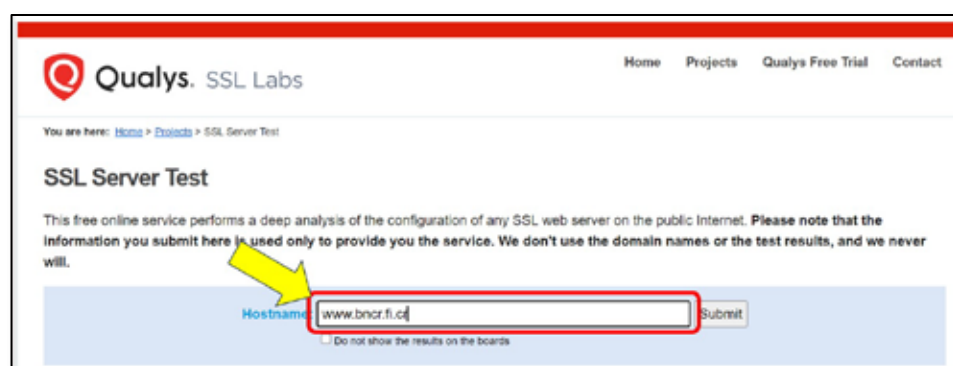 Qualys. SSL Labs
Home Projects Qualys Free Trial Contact
You are here: Home > Projects > SSL Server Test
SSL Server Test
This free online service performs a deep analysis of the configuration of any SSL web server on the public Internet. Please note that the
information you submit here is used only to provide you the service. We don't use the domain names or the test results, and we never
will.
Hostname: www.bncr.fi.cr Submit
Do not show the results on the boards